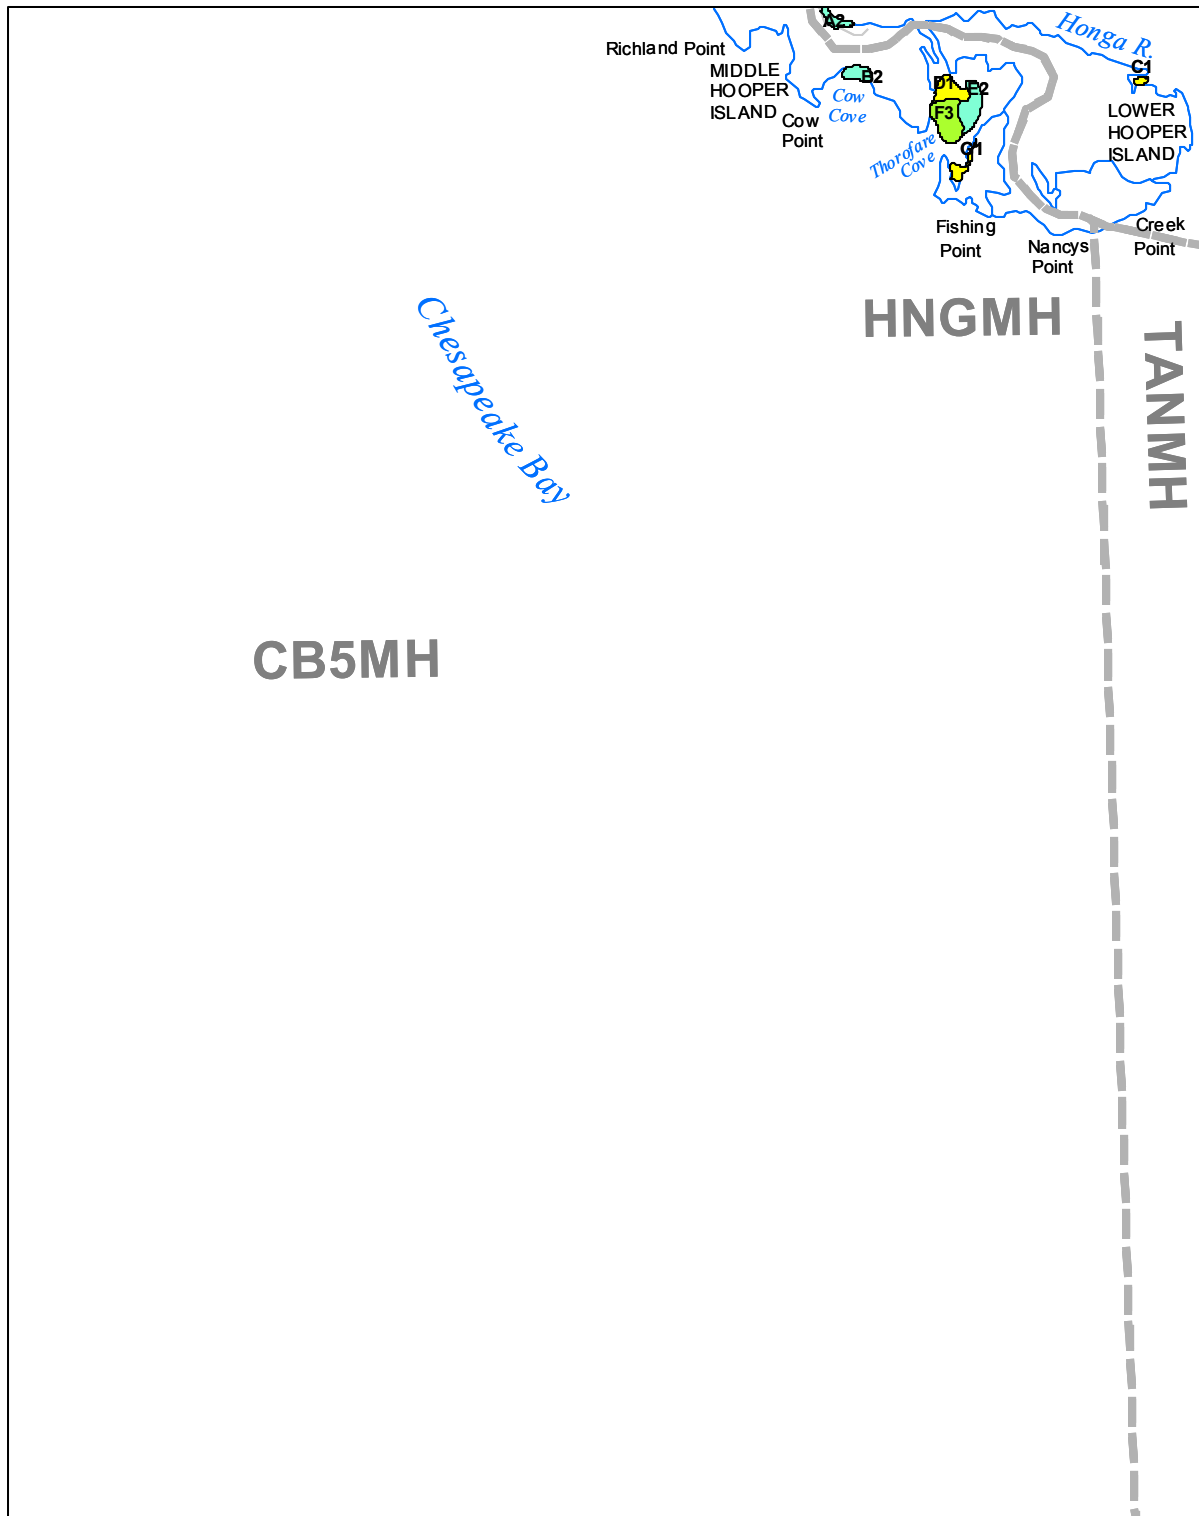 A2
Honga R.
Richland Point
MIDDLE
HOOPER
ISLAND
B2
Cow
Cove
Cow
Point
D1
E2
F3
C1
LOWER
HOOPER
ISLAND
Thorofare
Cove
G1
Fishing
Point
Nancys
Point
Creek
Point
HNGMH
TANMH
Chesapeake Bay
CB5MH